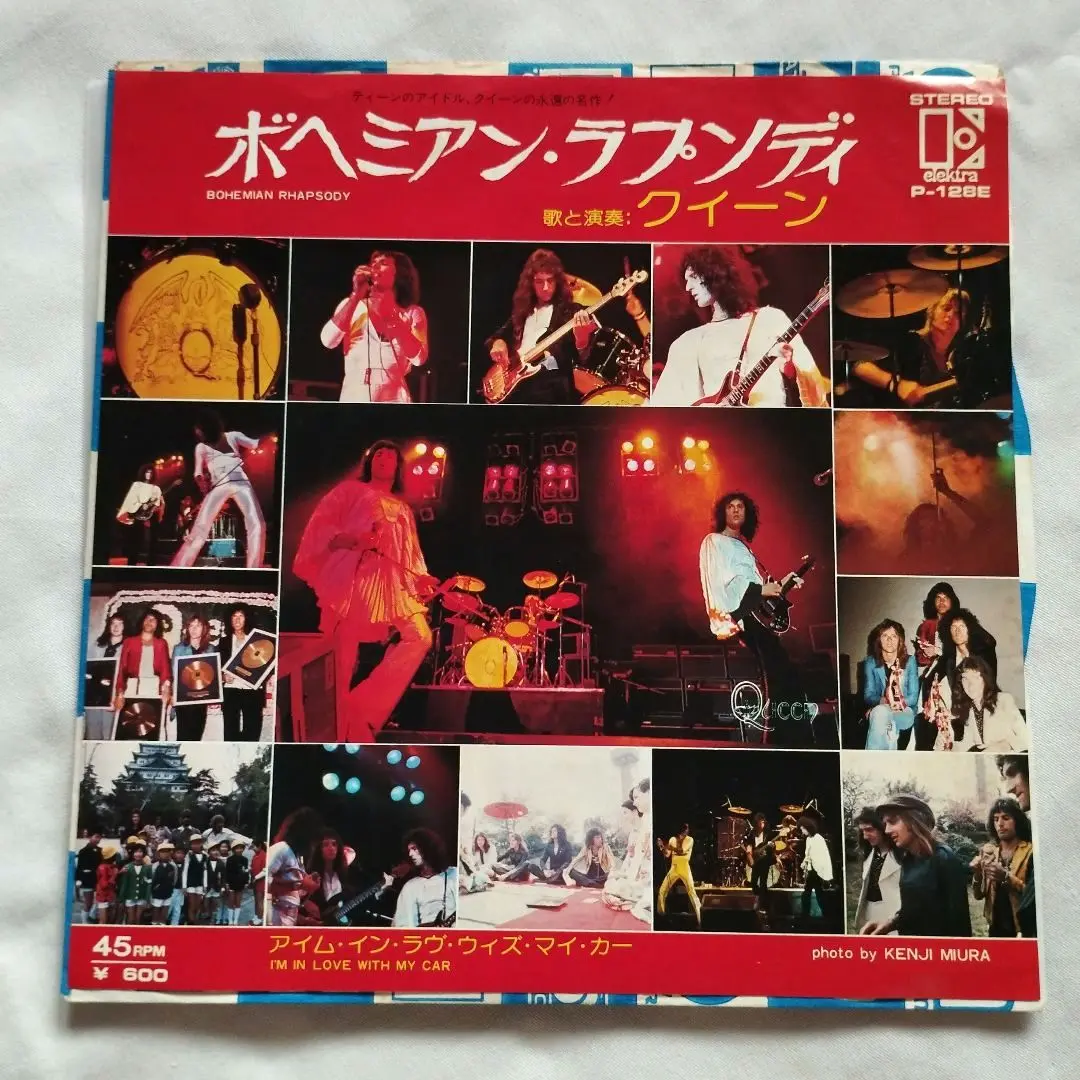 ティーンのアイドル、クイーンの永遠の名作!
ボヘミアン・ラプソディ
BOHEMIAN RHAPSODY
歌と演奏:クイーン
STEREO
elektra
P-128E
Queen
45 RPM
¥ 600
アイム・イン・ラヴ・ウィズ・マイ・カー
I'M IN LOVE WITH MY CAR
photo by KENJI MIURA